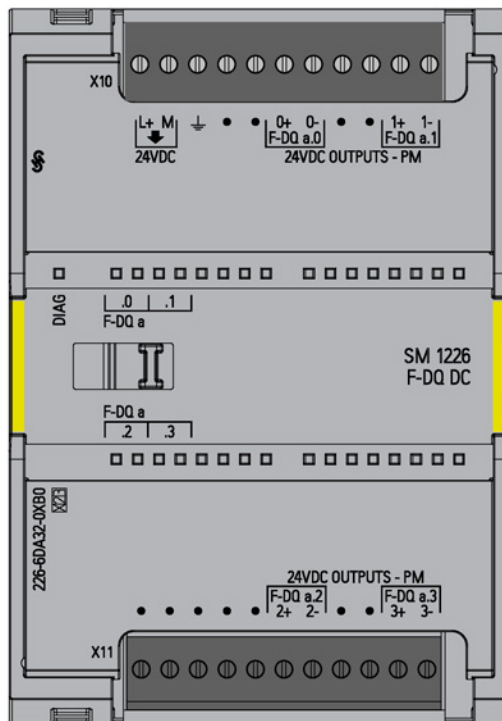 X10
L+ M
0+ 0-
1+ 1-
F-DQ a.0
F-DQ a.1
24VDC
24VDC OUTPUTS - PM
DIAG
.0 .1
F-DQ a
SM 1226
F-DQ DC
F-DQ a
.2 .3
226-6DA32-0XB0
24VDC OUTPUTS - PM
F-DQ a.2
F-DQ a.3
2+ 2-
3+ 3-
X11